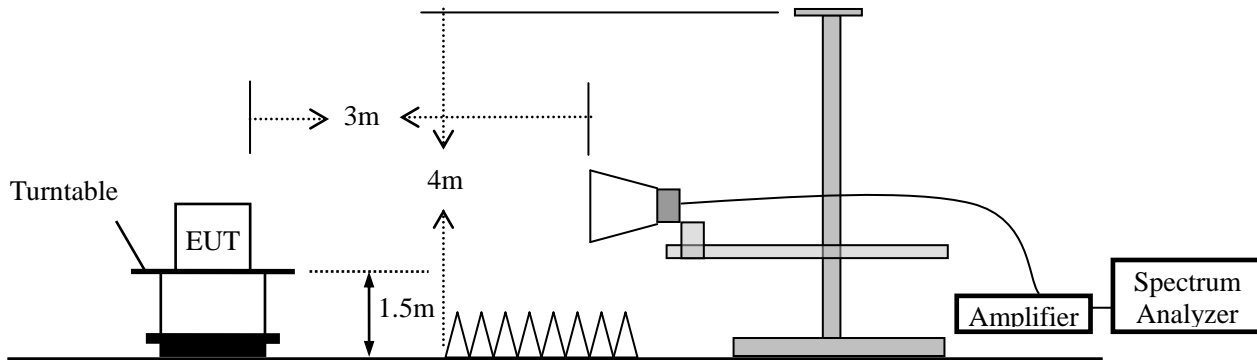 3m
4m
Turntable
EUT
1.5m
Spectrum
Analyzer
Amplifier